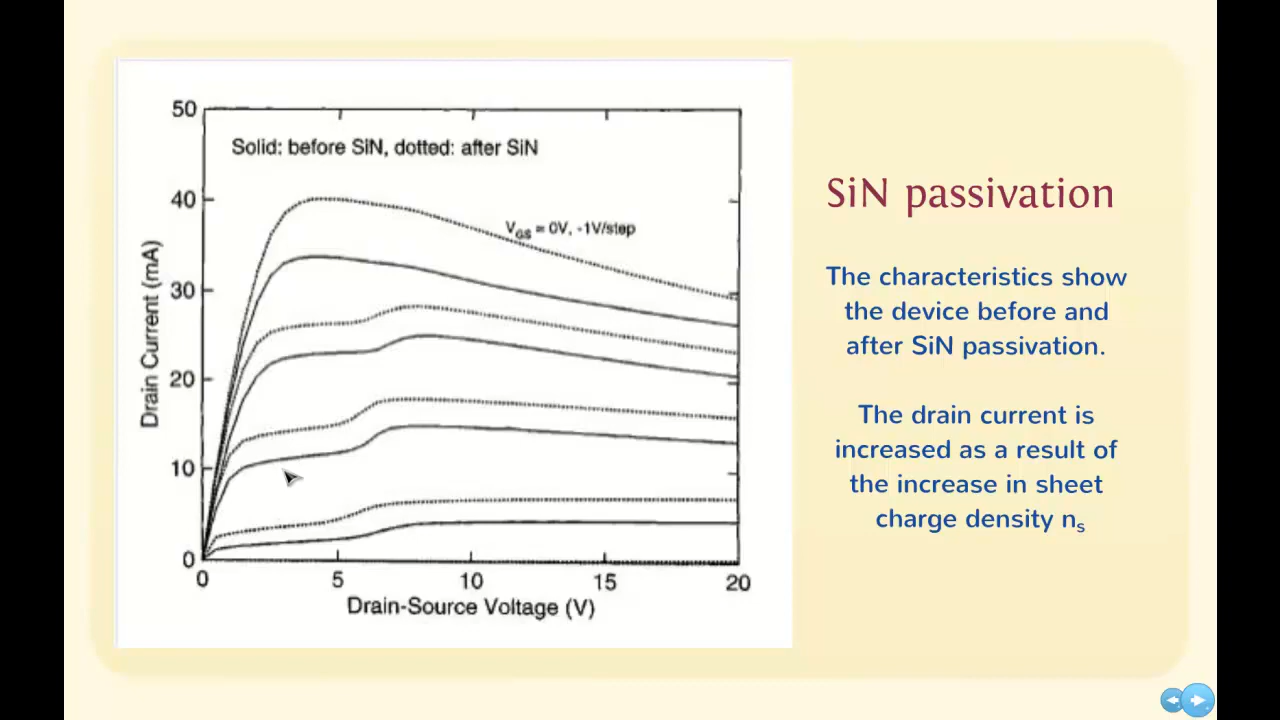 50
Solid: before SiN, dotted: after SiN
40
V_GS = 0V, -1V/step
30
20
10
0
Drain Current (mA)
0 5 10 15 20
Drain-Source Voltage (V)
SiN passivation
The characteristics show
the device before and
after SiN passivation.
The drain current is
increased as a result of
the increase in sheet
charge density nₛ